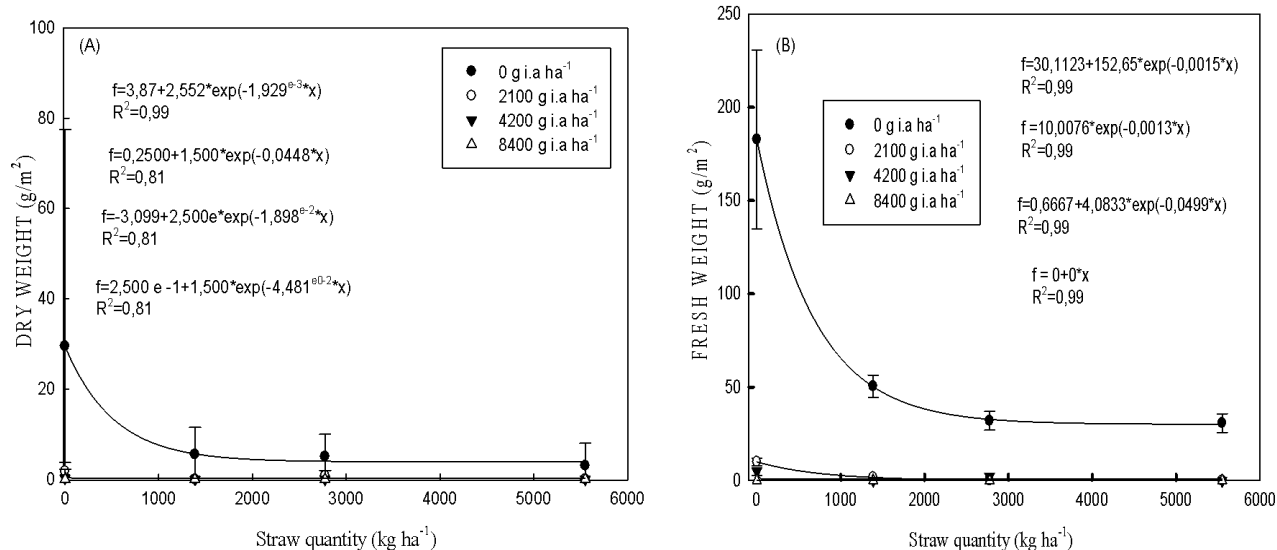 (A)
f=3,87+2,552*exp(-1,929e-3*x)
R2=0,99
f=0,2500+1,500*exp(-0,0448*x)
R2=0,81
f=-3,099+2,500e*exp(-1,898e-2*x)
R2=0,81
f=2,500 e -1+1,500*exp(-4,481e0-2*x)
R2=0,81
0 g i.a ha-1
2100 g i.a ha-1
4200 g i.a ha-1
8400 g i.a ha-1
DRY WEIGHT (g/m2)
100
80
60
40
20
0
0 1000 2000 3000 4000 5000 6000
Straw quantity (kg ha-1)
(B)
f=30,1123+152,65*exp(-0,0015*x)
R2=0,99
f =10,0076*exp(-0,0013*x)
R2=0,99
f=0,6667+4,0833*exp(-0,0499*x)
R2=0,99
f = 0+0*x
R2=0,99
0 g i.a ha-1
2100 g i.a ha-1
4200 g i.a ha-1
8400 g i.a ha-1
FRESH WEIGHT (g/m2)
250
200
150
100
50
0
0 1000 2000 3000 4000 5000 6000
Straw quantity (kg ha-1)